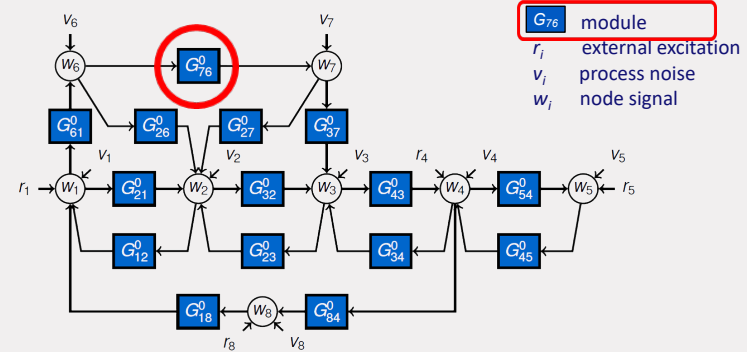 v6 v7 G76 module
w6 G⁰76 w7 ri external excitation
vi process noise
wi node signal
G⁰61 G⁰26 G⁰27 G⁰37
v1 v2 v3 r4 v4 v5
r1 w1 G⁰21 w2 G⁰32 w3 G⁰43 w4 G⁰54 w5 r5
G⁰12 G⁰23 G⁰34 G⁰45
G⁰18 w8 G⁰84
r8 v8